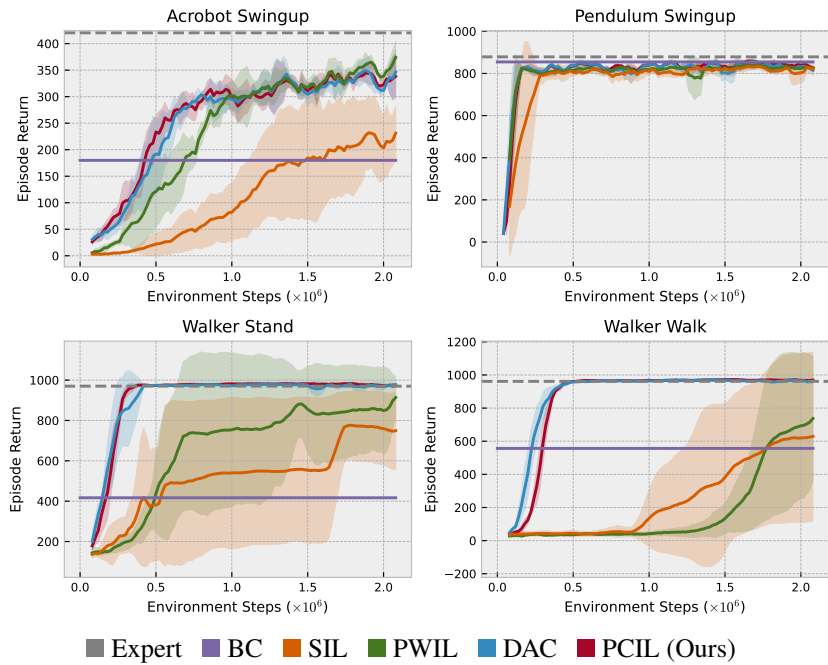 Acrobot Swingup
Pendulum Swingup
Episode Return
400
350
300
250
200
150
100
50
0
0.0 0.5 1.0 1.5 2.0
Environment Steps (×10⁶)
Episode Return
1000
800
600
400
200
0
0.0 0.5 1.0 1.5 2.0
Environment Steps (×10⁶)
Walker Stand
Walker Walk
Episode Return
1000
800
600
400
200
0.0 0.5 1.0 1.5 2.0
Environment Steps (×10⁶)
Episode Return
1200
1000
800
600
400
200
0
−200
0.0 0.5 1.0 1.5 2.0
Environment Steps (×10⁶)
Expert BC SIL PWIL DAC PCIL (Ours)